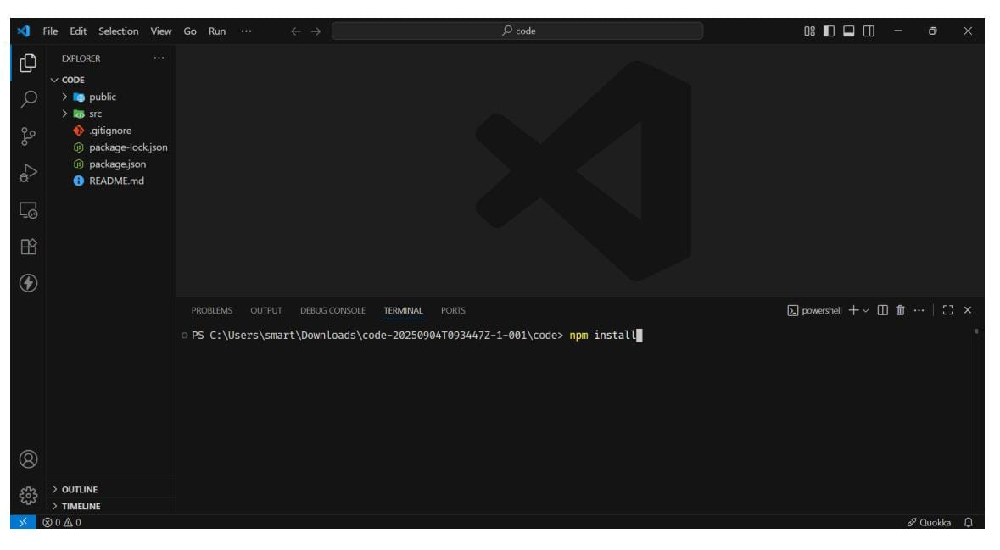 File Edit Selection View Go Run ... code
EXPLORER ...
CODE
public
src
.gitignore
package-lock.json
package.json
README.md
PROBLEMS OUTPUT DEBUG CONSOLE TERMINAL PORTS powershell ...
PS C:\Users\smart\Downloads\code-20250904T093447Z-1-001\code> npm install
OUTLINE
TIMELINE
0 0 Quokka